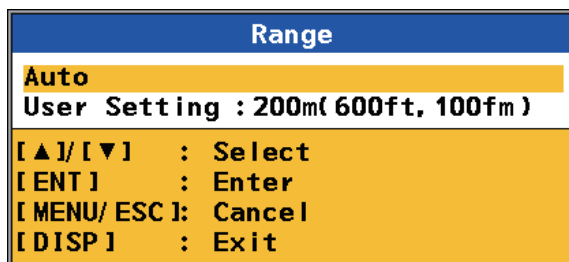 Range
Auto
User Setting : 200m( 600ft, 100fm )
[ ▲ ]/ [ ▼ ] : Select
[ ENT ] : Enter
[ MENU/ ESC ]: Cancel
[ DISP ] : Exit